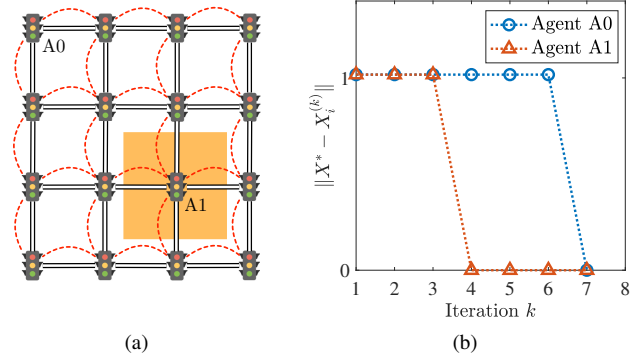 A0
A1
(a)
Agent A0
Agent A1
1
0
‖X* − X_i^(k)‖
1 2 3 4 5 6 7 8
Iteration k
(b)